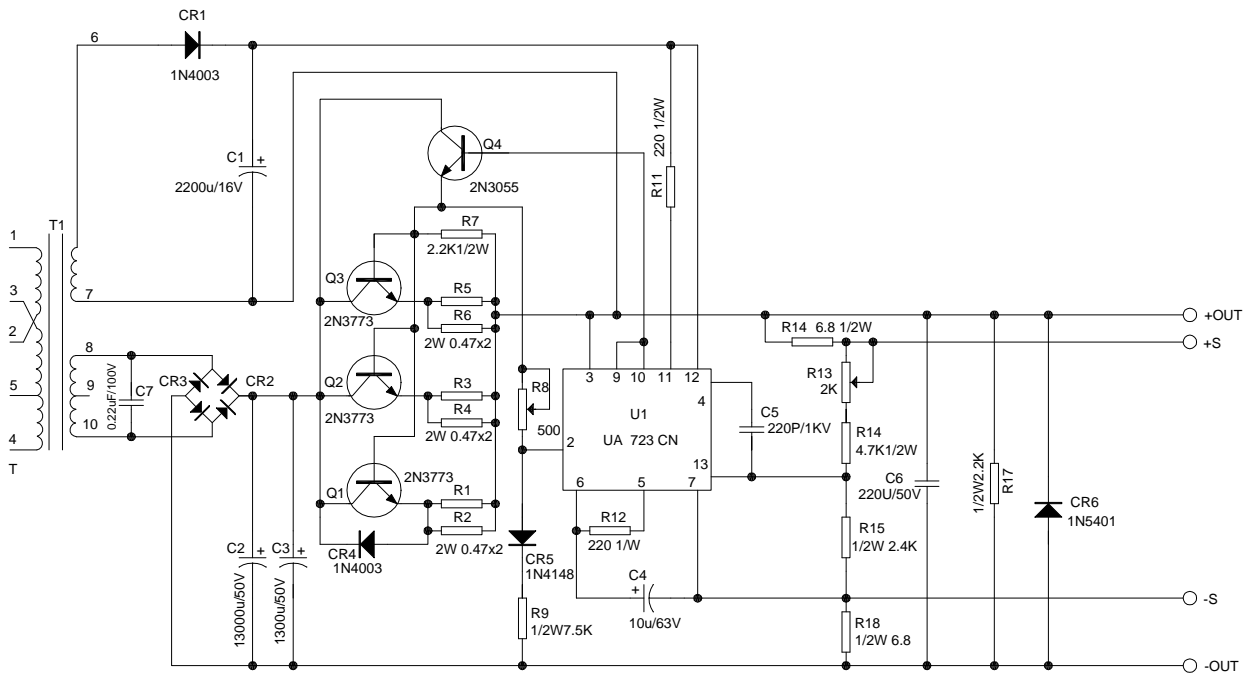 CR1
6
1N4003
C1
+
2200u/16V
Q4
2N3055
220 1/2W
R11
T1
1
3
2
5
4
T
7
8
9
10
0.22uF/100V
C7
CR3
CR2
R7
2.2K1/2W
Q3
2N3773
R5
R6
2W 0.47x2
Q2
2N3773
R3
R4
2W 0.47x2
2N3773
Q1
R1
R2
2W 0.47x2
CR4
1N4003
C2
+
13000u/50V
C3
+
1300u/50V
R8
500
CR5
1N4148
R9
1/2W7.5K
3
9
10
11
12
4
2
U1
UA 723 CN
13
6
5
7
R12
220 1/W
C4
+
10u/63V
C5
220P/1KV
R14 6.8 1/2W
R13
2K
R14
4.7K1/2W
R15
1/2W 2.4K
R18
1/2W 6.8
C6
220U/50V
1/2W2.2K
R17
CR6
1N5401
+OUT
+S
-S
-OUT